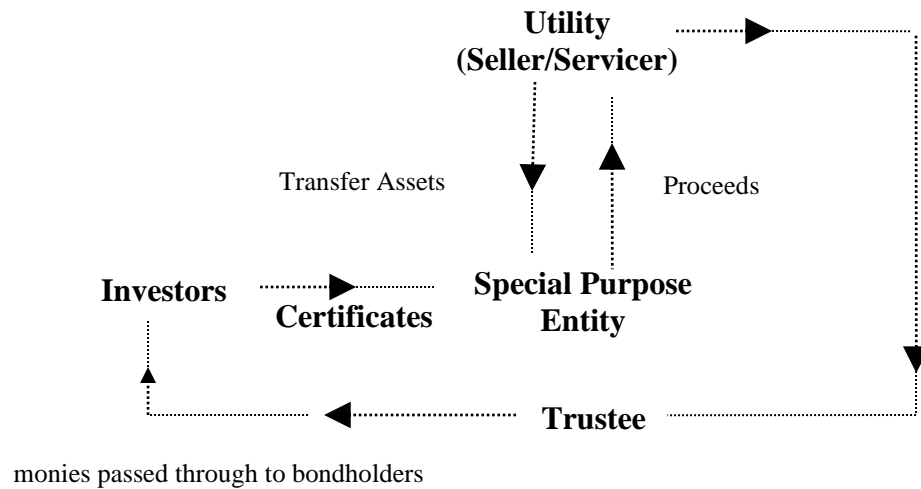 Utility
(Seller/Servicer)
Transfer Assets
Proceeds
Investors
Certificates
Special Purpose
Entity
Trustee
monies passed through to bondholders